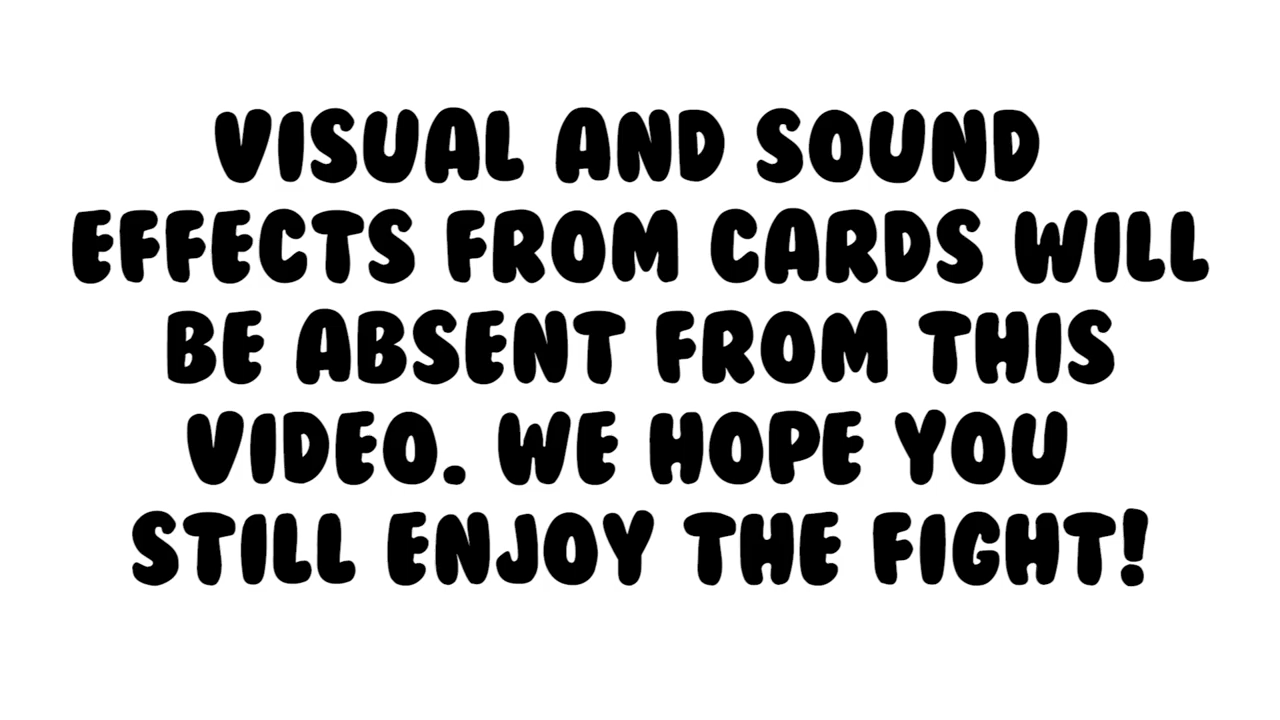 VISUAL AND SOUND
EFFECTS FROM CARDS WILL
BE ABSENT FROM THIS
VIDEO. WE HOPE YOU
STILL ENJOY THE FIGHT!